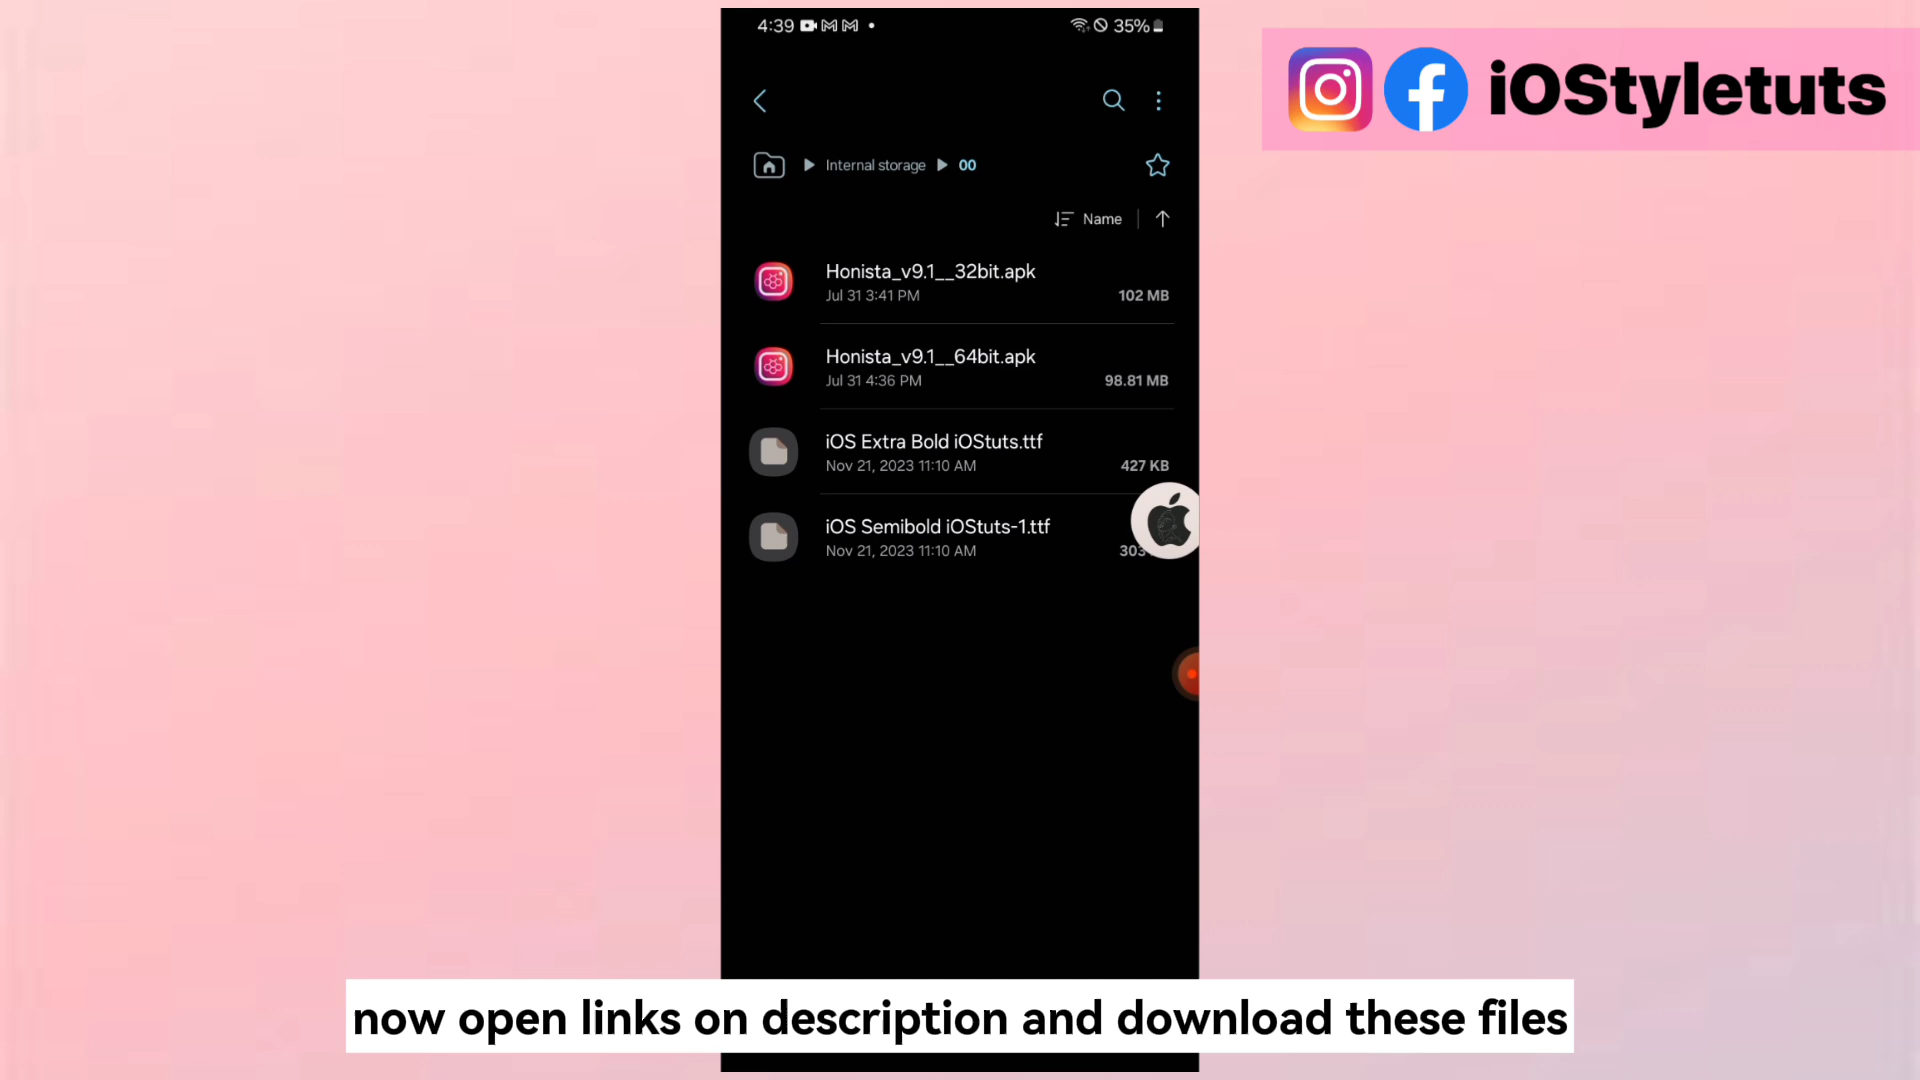 4:39
35%
iOStyletuts
Internal storage
00
Name
Honista_v9.1__32bit.apk
Jul 31 3:41 PM
102 MB
Honista_v9.1__64bit.apk
Jul 31 4:36 PM
98.81 MB
iOS Extra Bold iOStuts.ttf
Nov 21, 2023 11:10 AM
427 KB
iOS Semibold iOStuts-1.ttf
Nov 21, 2023 11:10 AM
303
now open links on description and download these files